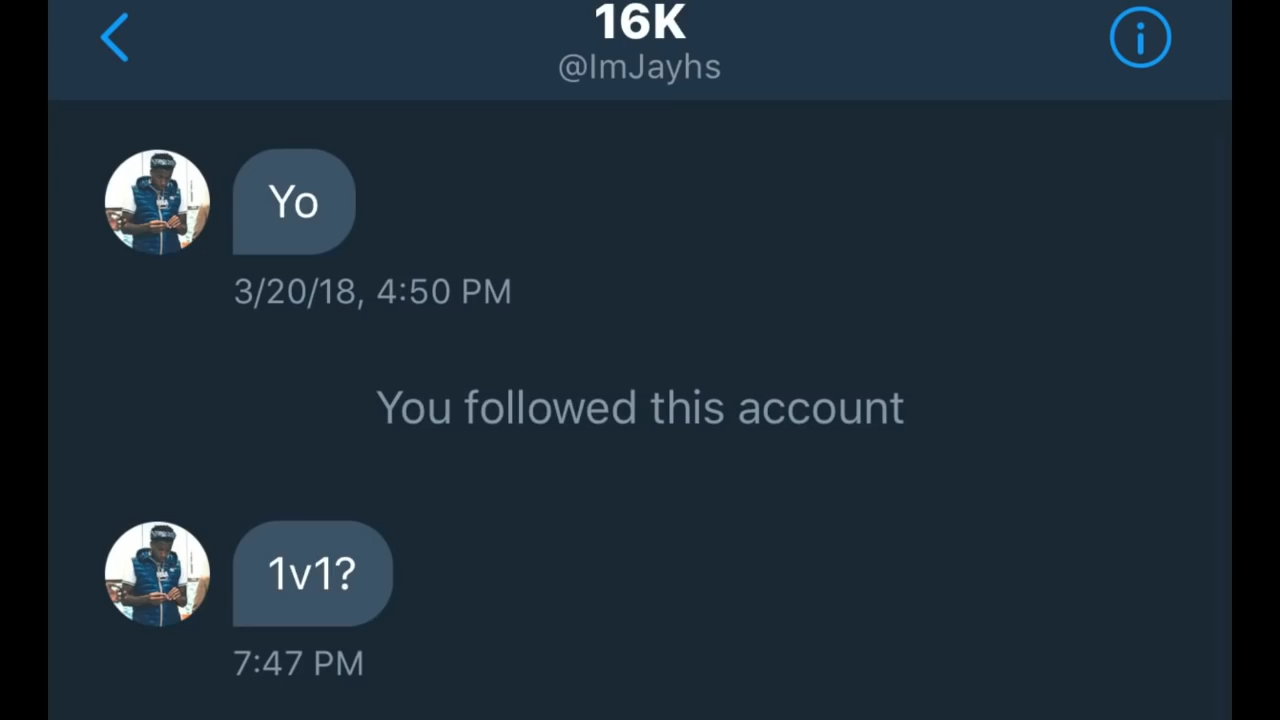 16K
@ImJayhs
Yo
3/20/18, 4:50 PM
You followed this account
1v1?
7:47 PM